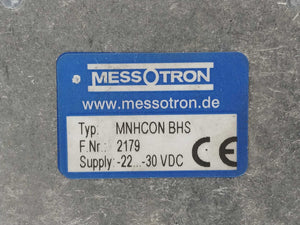 MESSOTRON
www.messotron.de
Typ: MNHCON BHS
F.Nr.: 2179
Supply: -22...-30 VDC CE